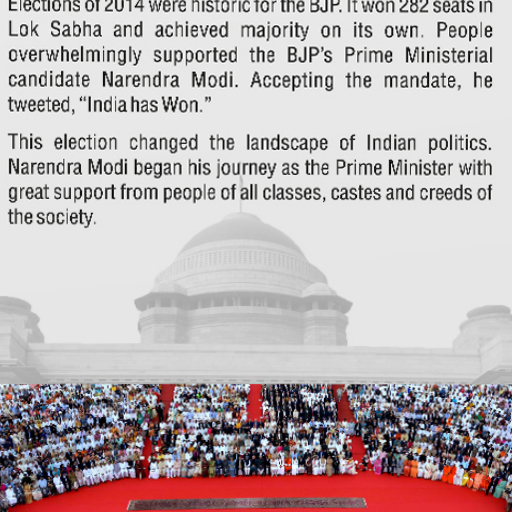 Elections of 2014 were historic for the BJP. It won 282 seats in
Lok Sabha and achieved majority on its own. People
overwhelmingly supported the BJP's Prime Ministerial
candidate Narendra Modi. Accepting the mandate, he
tweeted, “India has Won.”
This election changed the landscape of Indian politics.
Narendra Modi began his journey as the Prime Minister with
great support from people of all classes, castes and creeds of
the society.